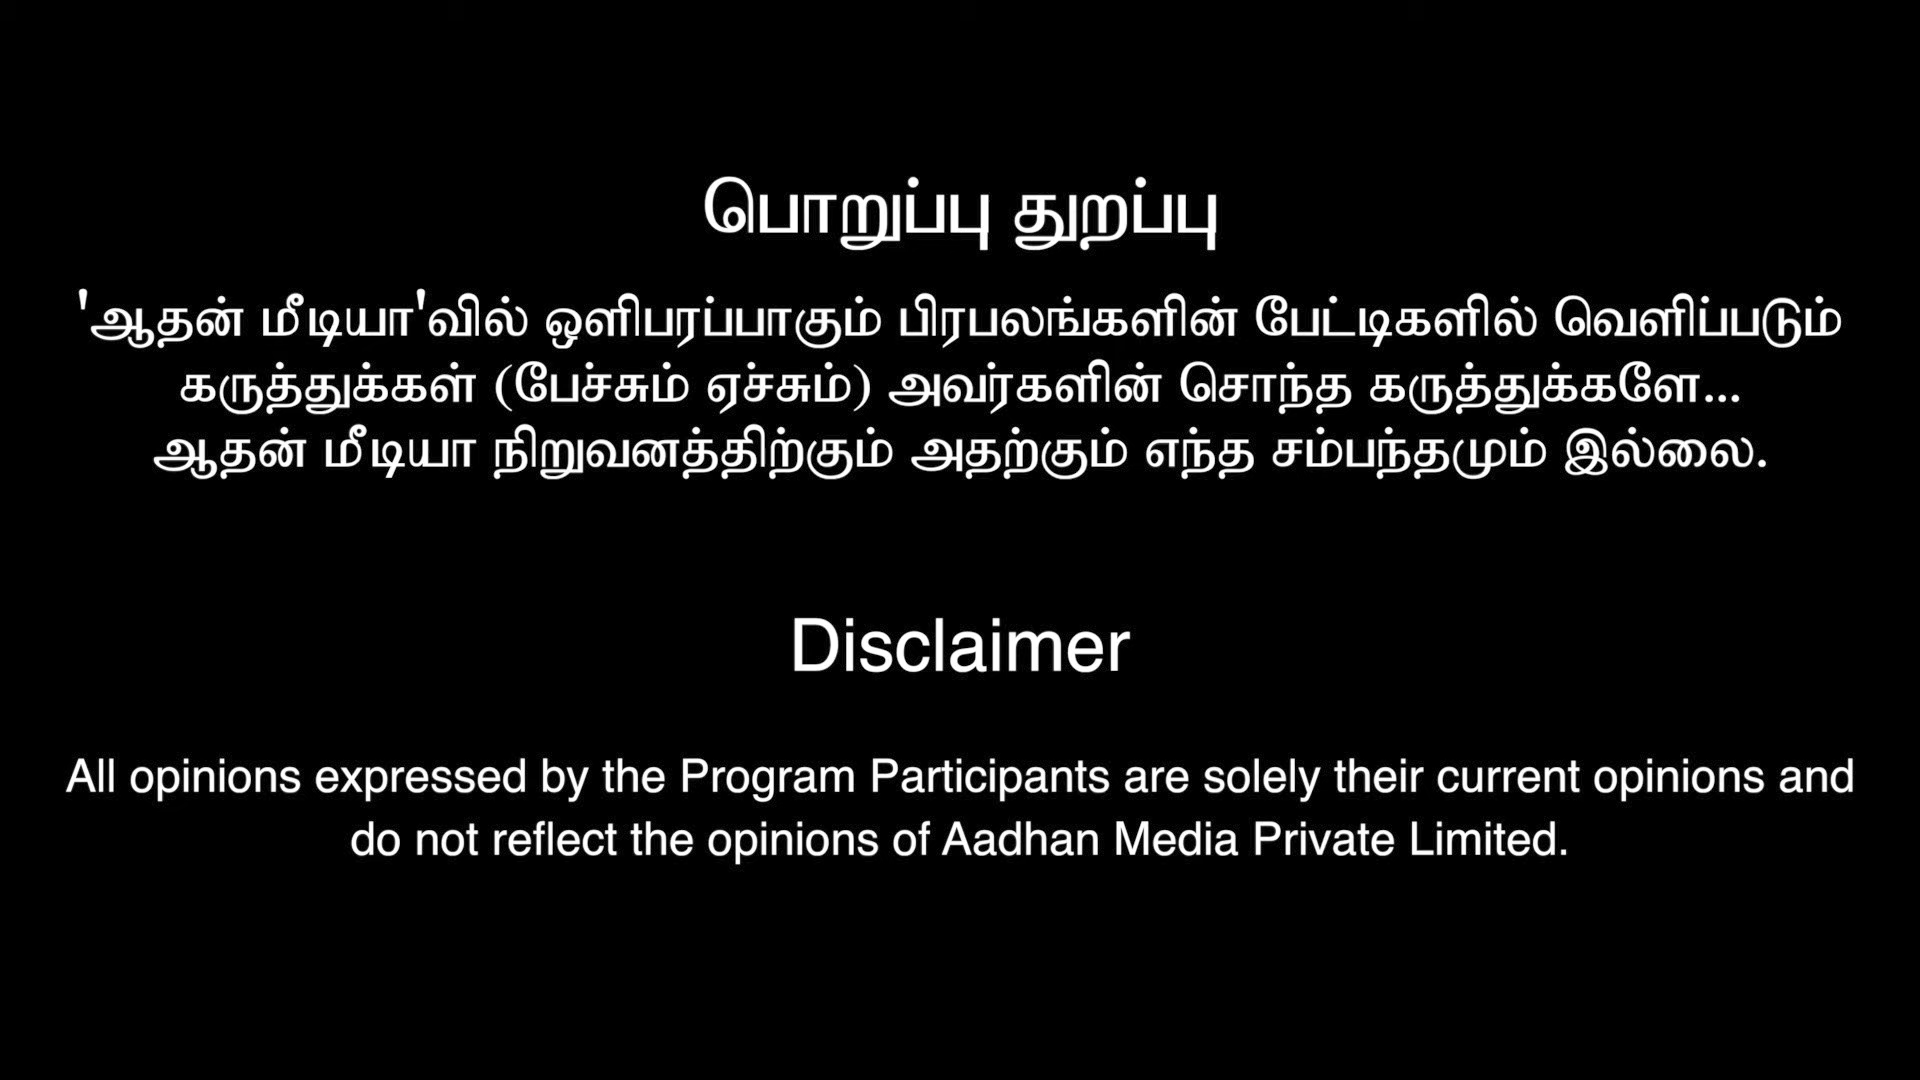 பொறுப்பு துறப்பு
'ஆதன் மீடியா'வில் ஒளிபரப்பாகும் பிரபலங்களின் பேட்டிகளில் வெளிப்படும்
கருத்துக்கள் (பேச்சும் ஏச்சும்) அவர்களின் சொந்த கருத்துக்களே...
ஆதன் மீடியா நிறுவனத்திற்கும் அதற்கும் எந்த சம்பந்தமும் இல்லை.
Disclaimer
All opinions expressed by the Program Participants are solely their current opinions and
do not reflect the opinions of Aadhan Media Private Limited.